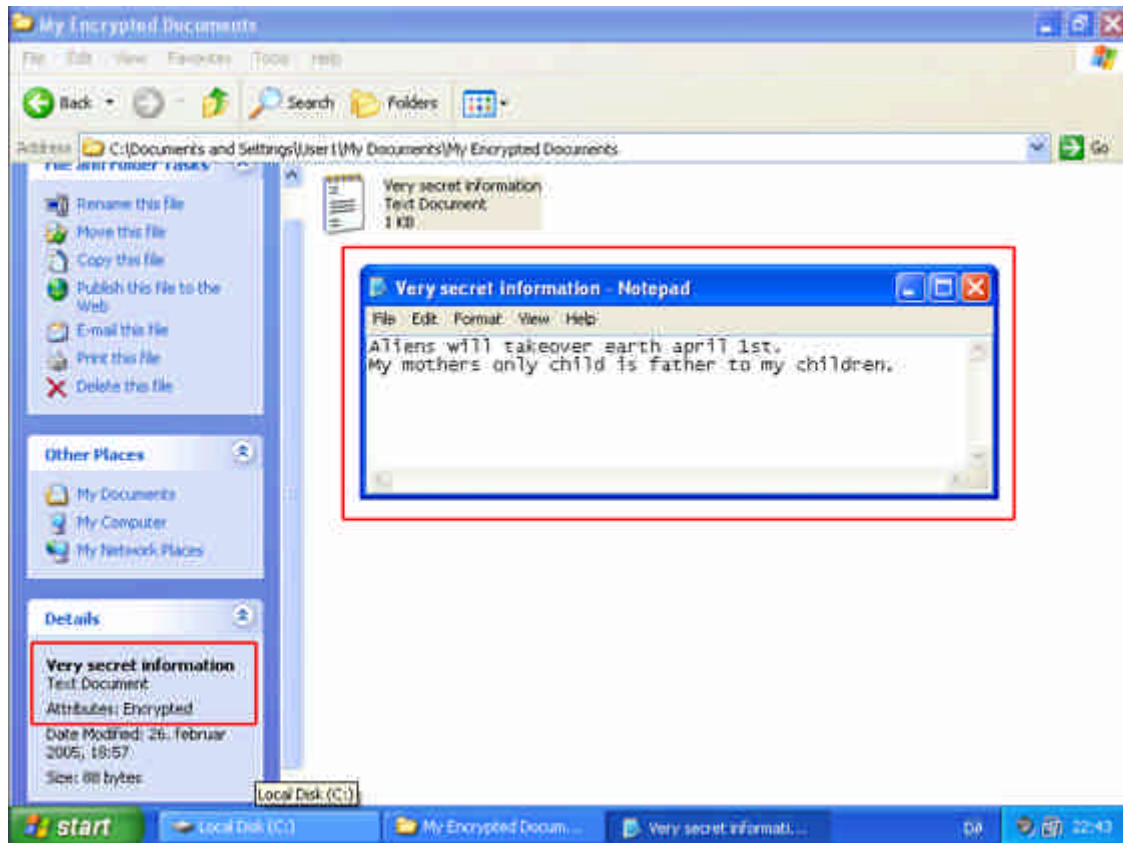 My Encrypted Documents
File Edit View Favorites Tools Help
Back Search Folders
Address C:\Documents and Settings\User1\My Documents\My Encrypted Documents Go
File and Folder Tasks
Rename this file
Move this file
Copy this file
Publish this file to the
Web
E-mail this file
Print this file
Delete this file
Other Places
My Documents
My Computer
My Network Places
Details
Very secret information
Text Document
Attributes: Encrypted
Date Modified: 26. februar
2005, 18:57
Size: 88 bytes
Very secret information
Text Document
1 KB
Very secret information - Notepad
File Edit Format View Help
Aliens will takeover earth april 1st.
My mothers only child is father to my children.
Local Disk (C:)
start Local Disk (C:) My Encrypted Docum... Very secret informati... DA 22:43